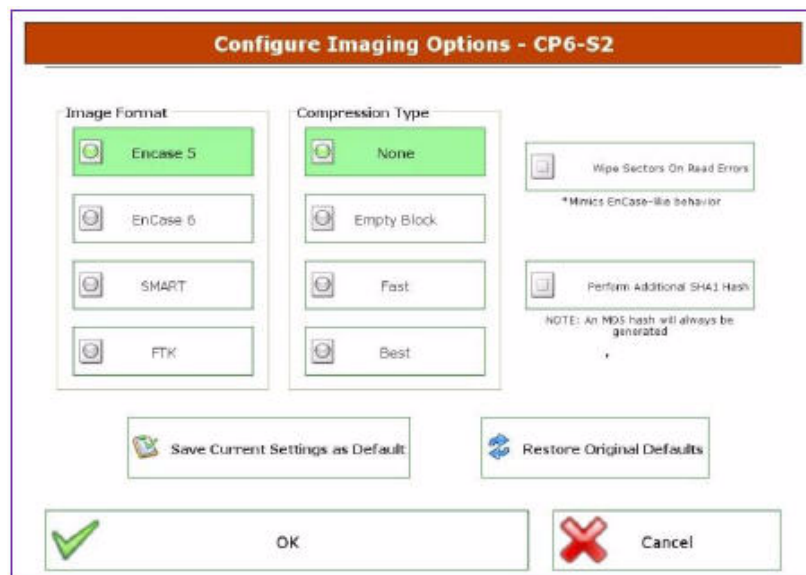 Configure Imaging Options - CP6-S2
Image Format
Encase 5
EnCase 6
SMART
FTK
Compression Type
None
Empty Block
Fast
Best
Wipe Sectors On Read Errors
*Mimics EnCase-like behavior
Perform Additional SHA1 Hash
NOTE: An MD5 hash will always be
generated
Save Current Settings as Default
Restore Original Defaults
OK
Cancel